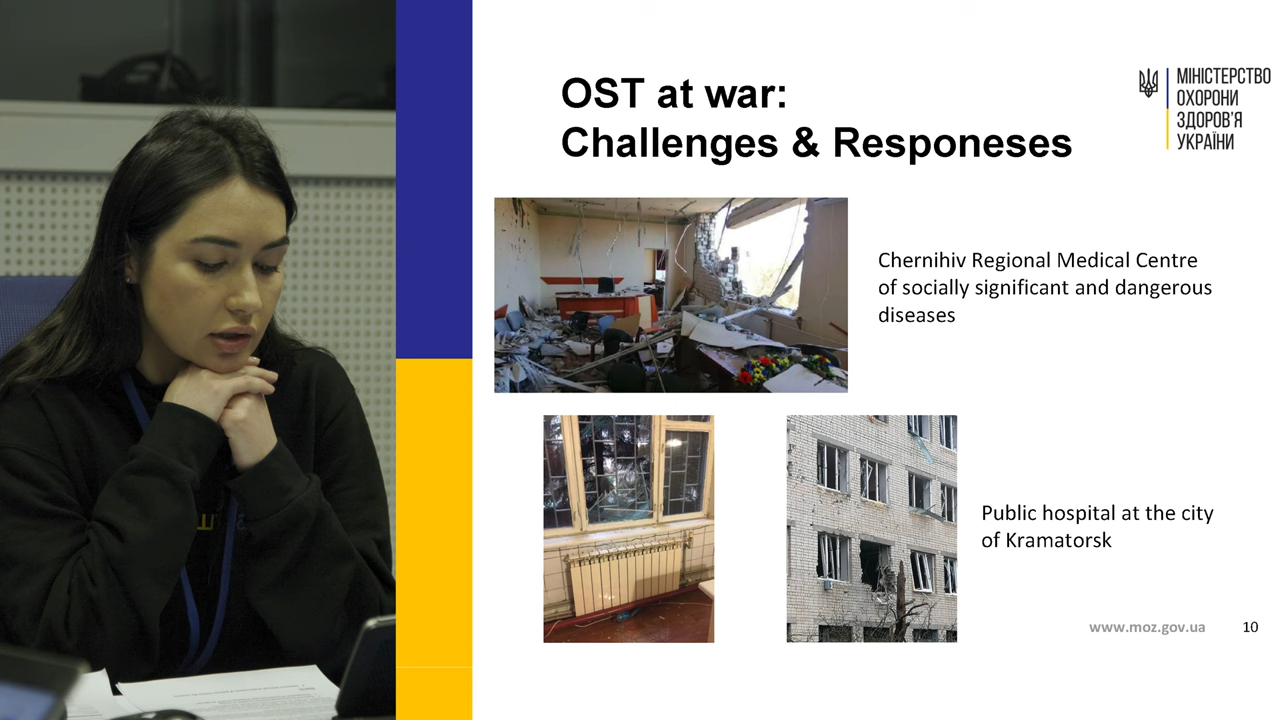 OST at war:
Challenges & Responeses
МІНІСТЕРСТВО
ОХОРОНИ
ЗДОРОВ'Я
УКРАЇНИ
Chernihiv Regional Medical Centre
of socially significant and dangerous
diseases
Public hospital at the city
of Kramatorsk
www.moz.gov.ua
10